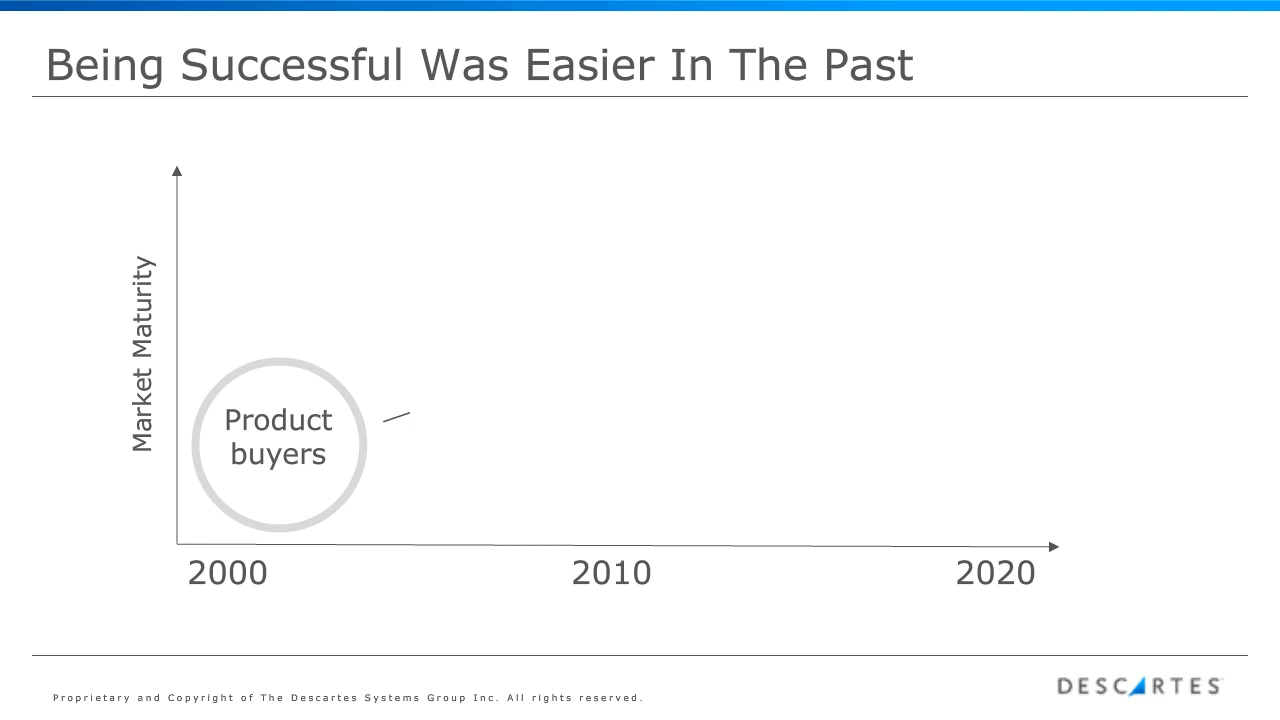 Being Successful Was Easier In The Past
Market Maturity
Product
buyers
2000 2010 2020
Proprietary and Copyright of The Descartes Systems Group Inc. All rights reserved.
DESCARTES